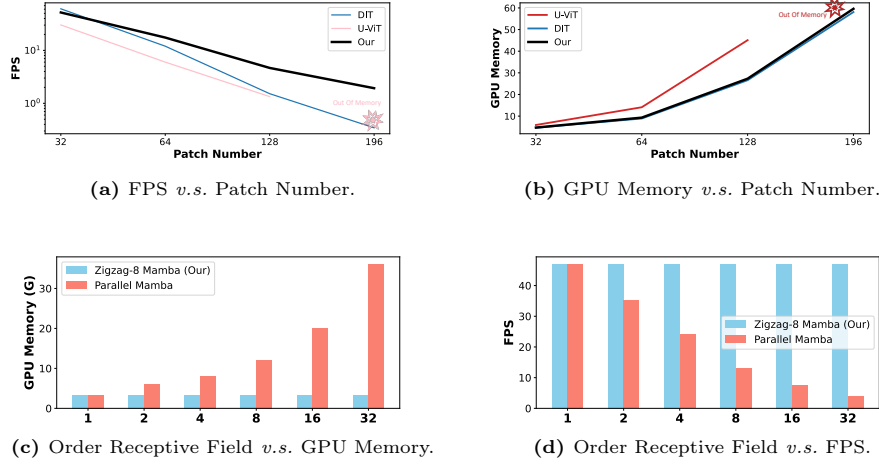 DIT
U-ViT
Our
Out Of Memory
FPS
10^1
10^0
32
64
128
196
Patch Number
(a) FPS v.s. Patch Number.
60
50
40
30
20
10
GPU Memory
U-ViT
DIT
Our
Out Of Memory
32
64
128
196
Patch Number
(b) GPU Memory v.s. Patch Number.
Zigzag-8 Mamba (Our)
Parallel Mamba
GPU Memory (G)
30
20
10
0
1
2
4
8
16
32
(c) Order Receptive Field v.s. GPU Memory.
Zigzag-8 Mamba (Our)
Parallel Mamba
FPS
40
30
20
10
0
1
2
4
8
16
32
(d) Order Receptive Field v.s. FPS.